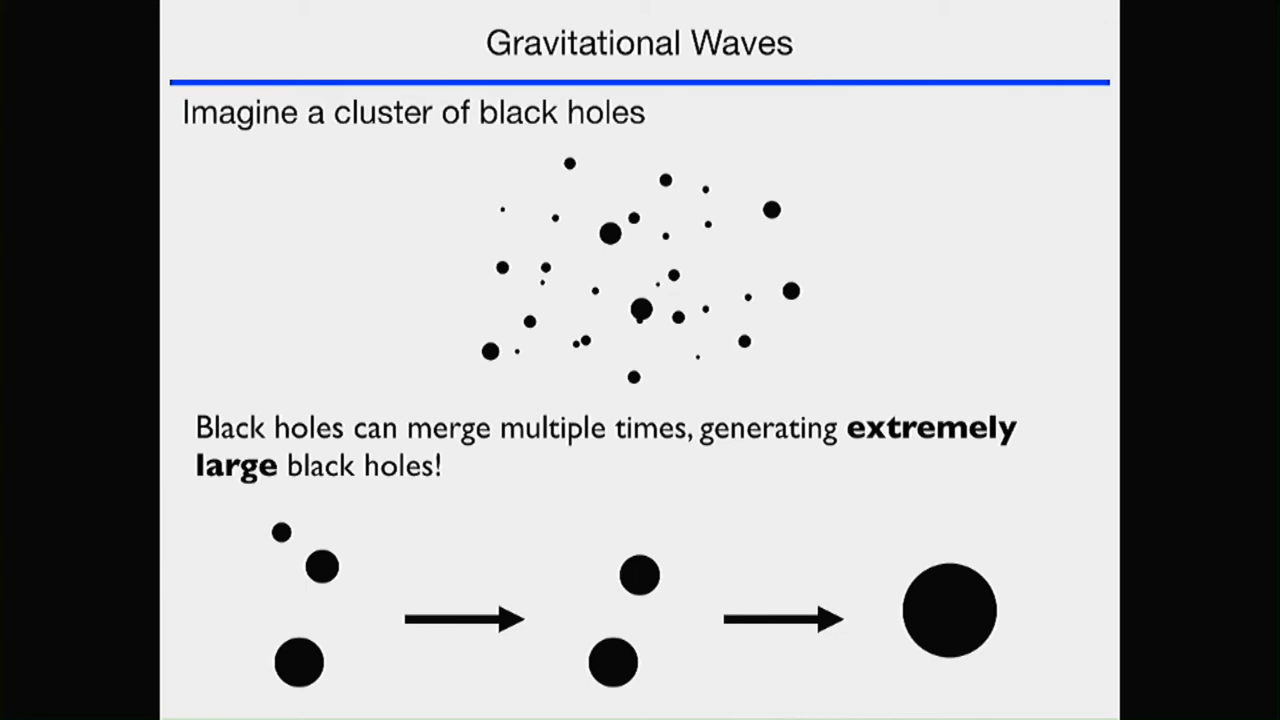 Gravitational Waves
Imagine a cluster of black holes
Black holes can merge multiple times, generating extremely
large black holes!